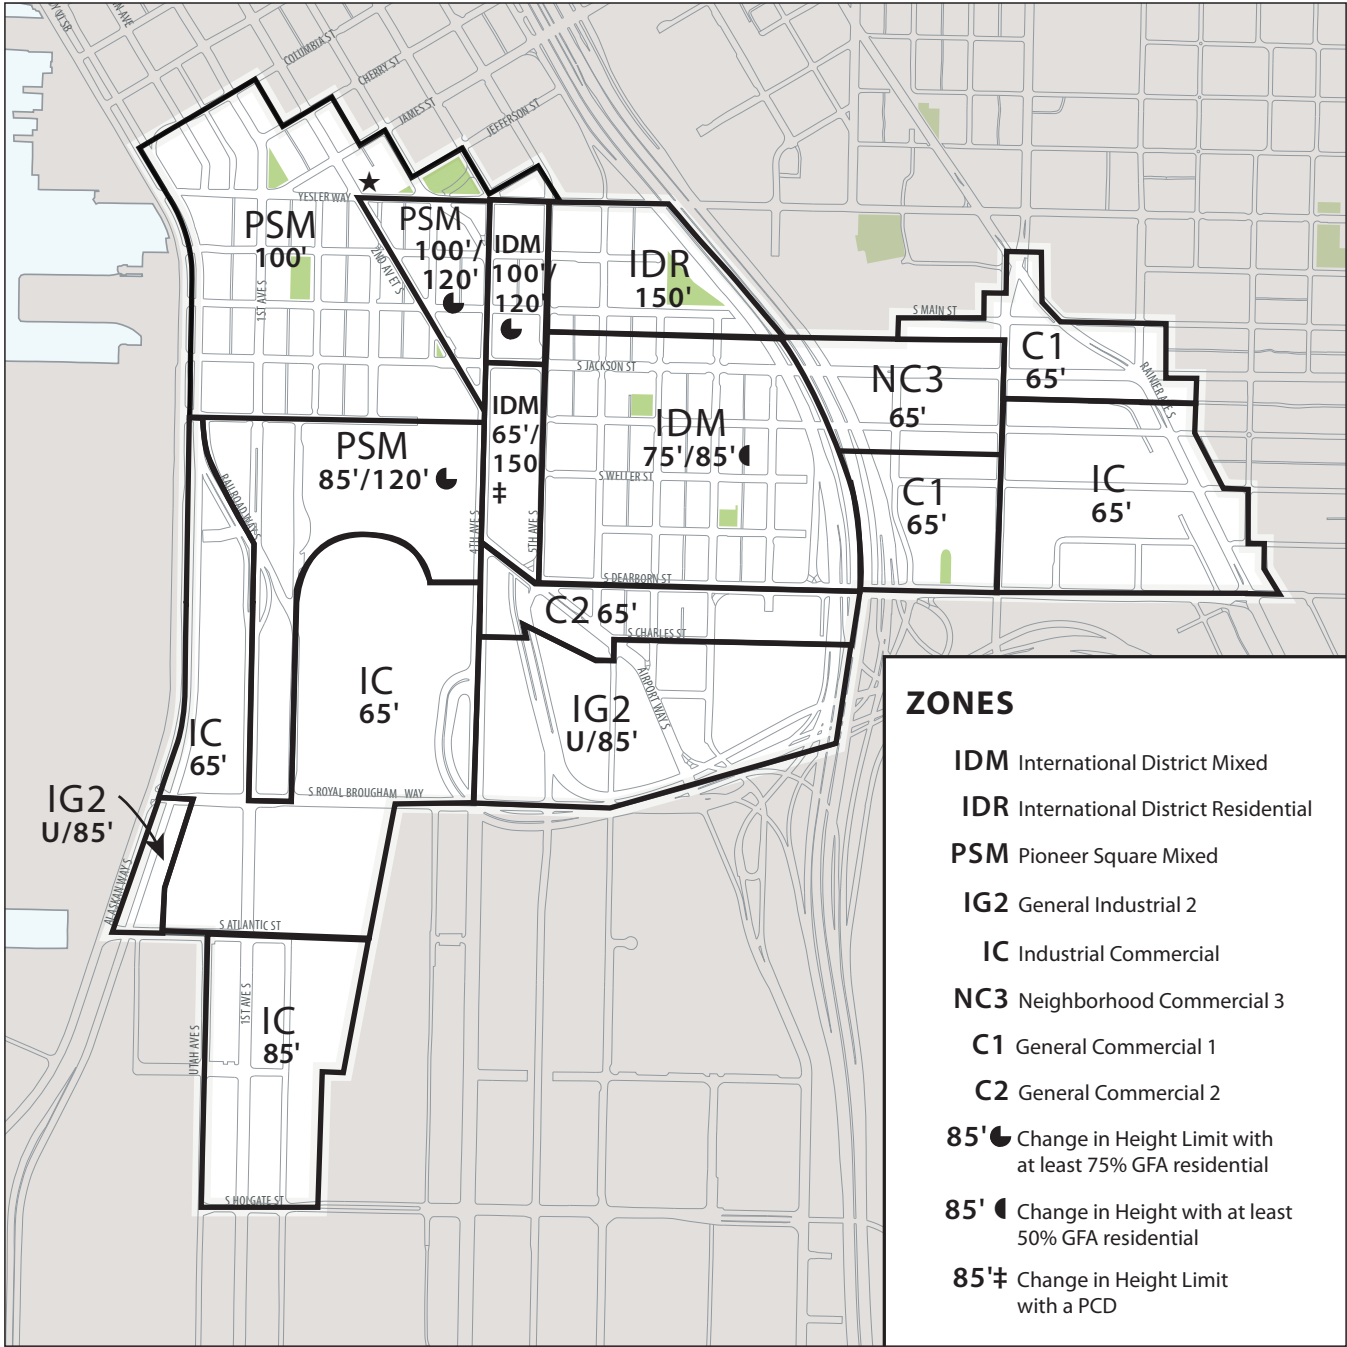 COLUMBIA ST
CHERRY ST
JAMES ST
JEFFERSON ST
YESLER WAY
PSM
100'
PSM
100'/
120'
IDM
100'/
120'
IDR
150'
2ND AV ET S
1ST AVE S
S MAIN ST
C1
65'
RAINIER AVE S
S JACKSON ST
NC3
65'
IDM
65'/
150
‡
IDM
75'/85'
PSM
85'/120'
S WELLER ST
C1
65'
IC
65'
RAILROAD WAY S
4TH AVE S
5TH AVE S
S DEARBORN ST
C2 65'
S CHARLES ST
IC
65'
AIRPORT WAY S
IG2
U/85'
IC
65'
S ROYAL BROUGHAM WAY
IG2
U/85'
ALASKAN WAY S
S ATLANTIC ST
1ST AVE S
IC
85'
UTAH AVE S
S HOLGATE ST
ZONES
IDM International District Mixed
IDR International District Residential
PSM Pioneer Square Mixed
IG2 General Industrial 2
IC Industrial Commercial
NC3 Neighborhood Commercial 3
C1 General Commercial 1
C2 General Commercial 2
85' Change in Height Limit with
at least 75% GFA residential
85' Change in Height with at least
50% GFA residential
85'‡ Change in Height Limit
with a PCD